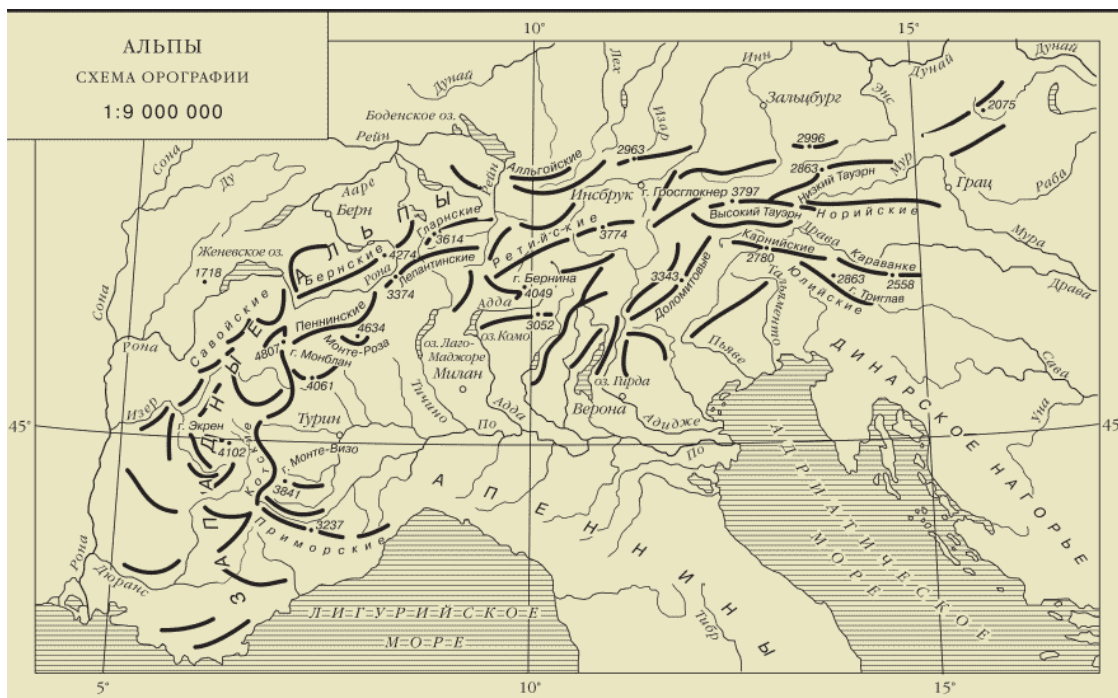 АЛЬПЫ
СХЕМА ОРОГРАФИИ
1:9 000 000
10°
15°
Дунай
Дунай
Дунай
Лех
Инн
Изар
Энс
Зальцбург
2075
Боденское оз.
Рейн
Сона
Ду
Ааре
Берн
Рейн
Алльгойские
2963
2996
2863
Низкий Тауэрн
Мур
Грац
Раба
Инсбрук
г. Гросглокнер 3797
Высокий Тауэрн
Норийские
Гларнские
3614
Ретийские
3774
Драва
Мура
Женевское оз.
1718
Бернские
4274
Рона
Лепантинские
3374
г. Бернина
4049
Адда
3052
3343
Доломитовые
Карнийские
2780
Караванке
2863
2558
г. Триглав
Юлийские
Тальяменто
Драва
Сона
Савойские
Пеннинские
4634
Монте-Роза
4807
г. Монблан
4061
оз. Лаго-
Маджоре
оз. Комо
Милан
Пьяве
Рона
Изер
Турин
Тичино
По
Адда
оз. Гирда
Верона
Адидже
По
Сава
Уна
45°
45°
г. Экрен
4102
Котские
г. Монте-Визо
3841
3237
Приморские
ЗАПАДНЫЕ
АЛЬПЫ
АПЕННИНЫ
ДИНАРСКОЕ НАГОРЬЕ
АДРИАТИЧЕСКОЕ
МОРЕ
Рона
Дюранс
ЛИГУРИЙСКОЕ
МОРЕ
Тибр
5°
10°
15°